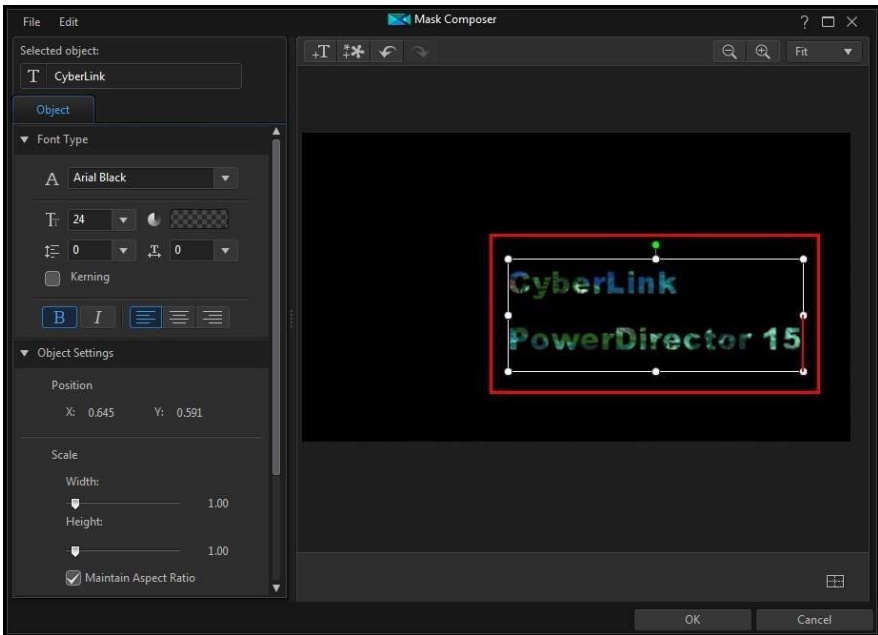 File Edit Mask Composer ?
Selected object:
T CyberLink
+T Fit
Object
Font Type
A Arial Black
TT 24
0 T 0
Kerning
B I
Object Settings
Position
X: 0.645 Y: 0.591
Scale
Width:
1.00
Height:
1.00
Maintain Aspect Ratio
CyberLink
PowerDirector 15
OK Cancel